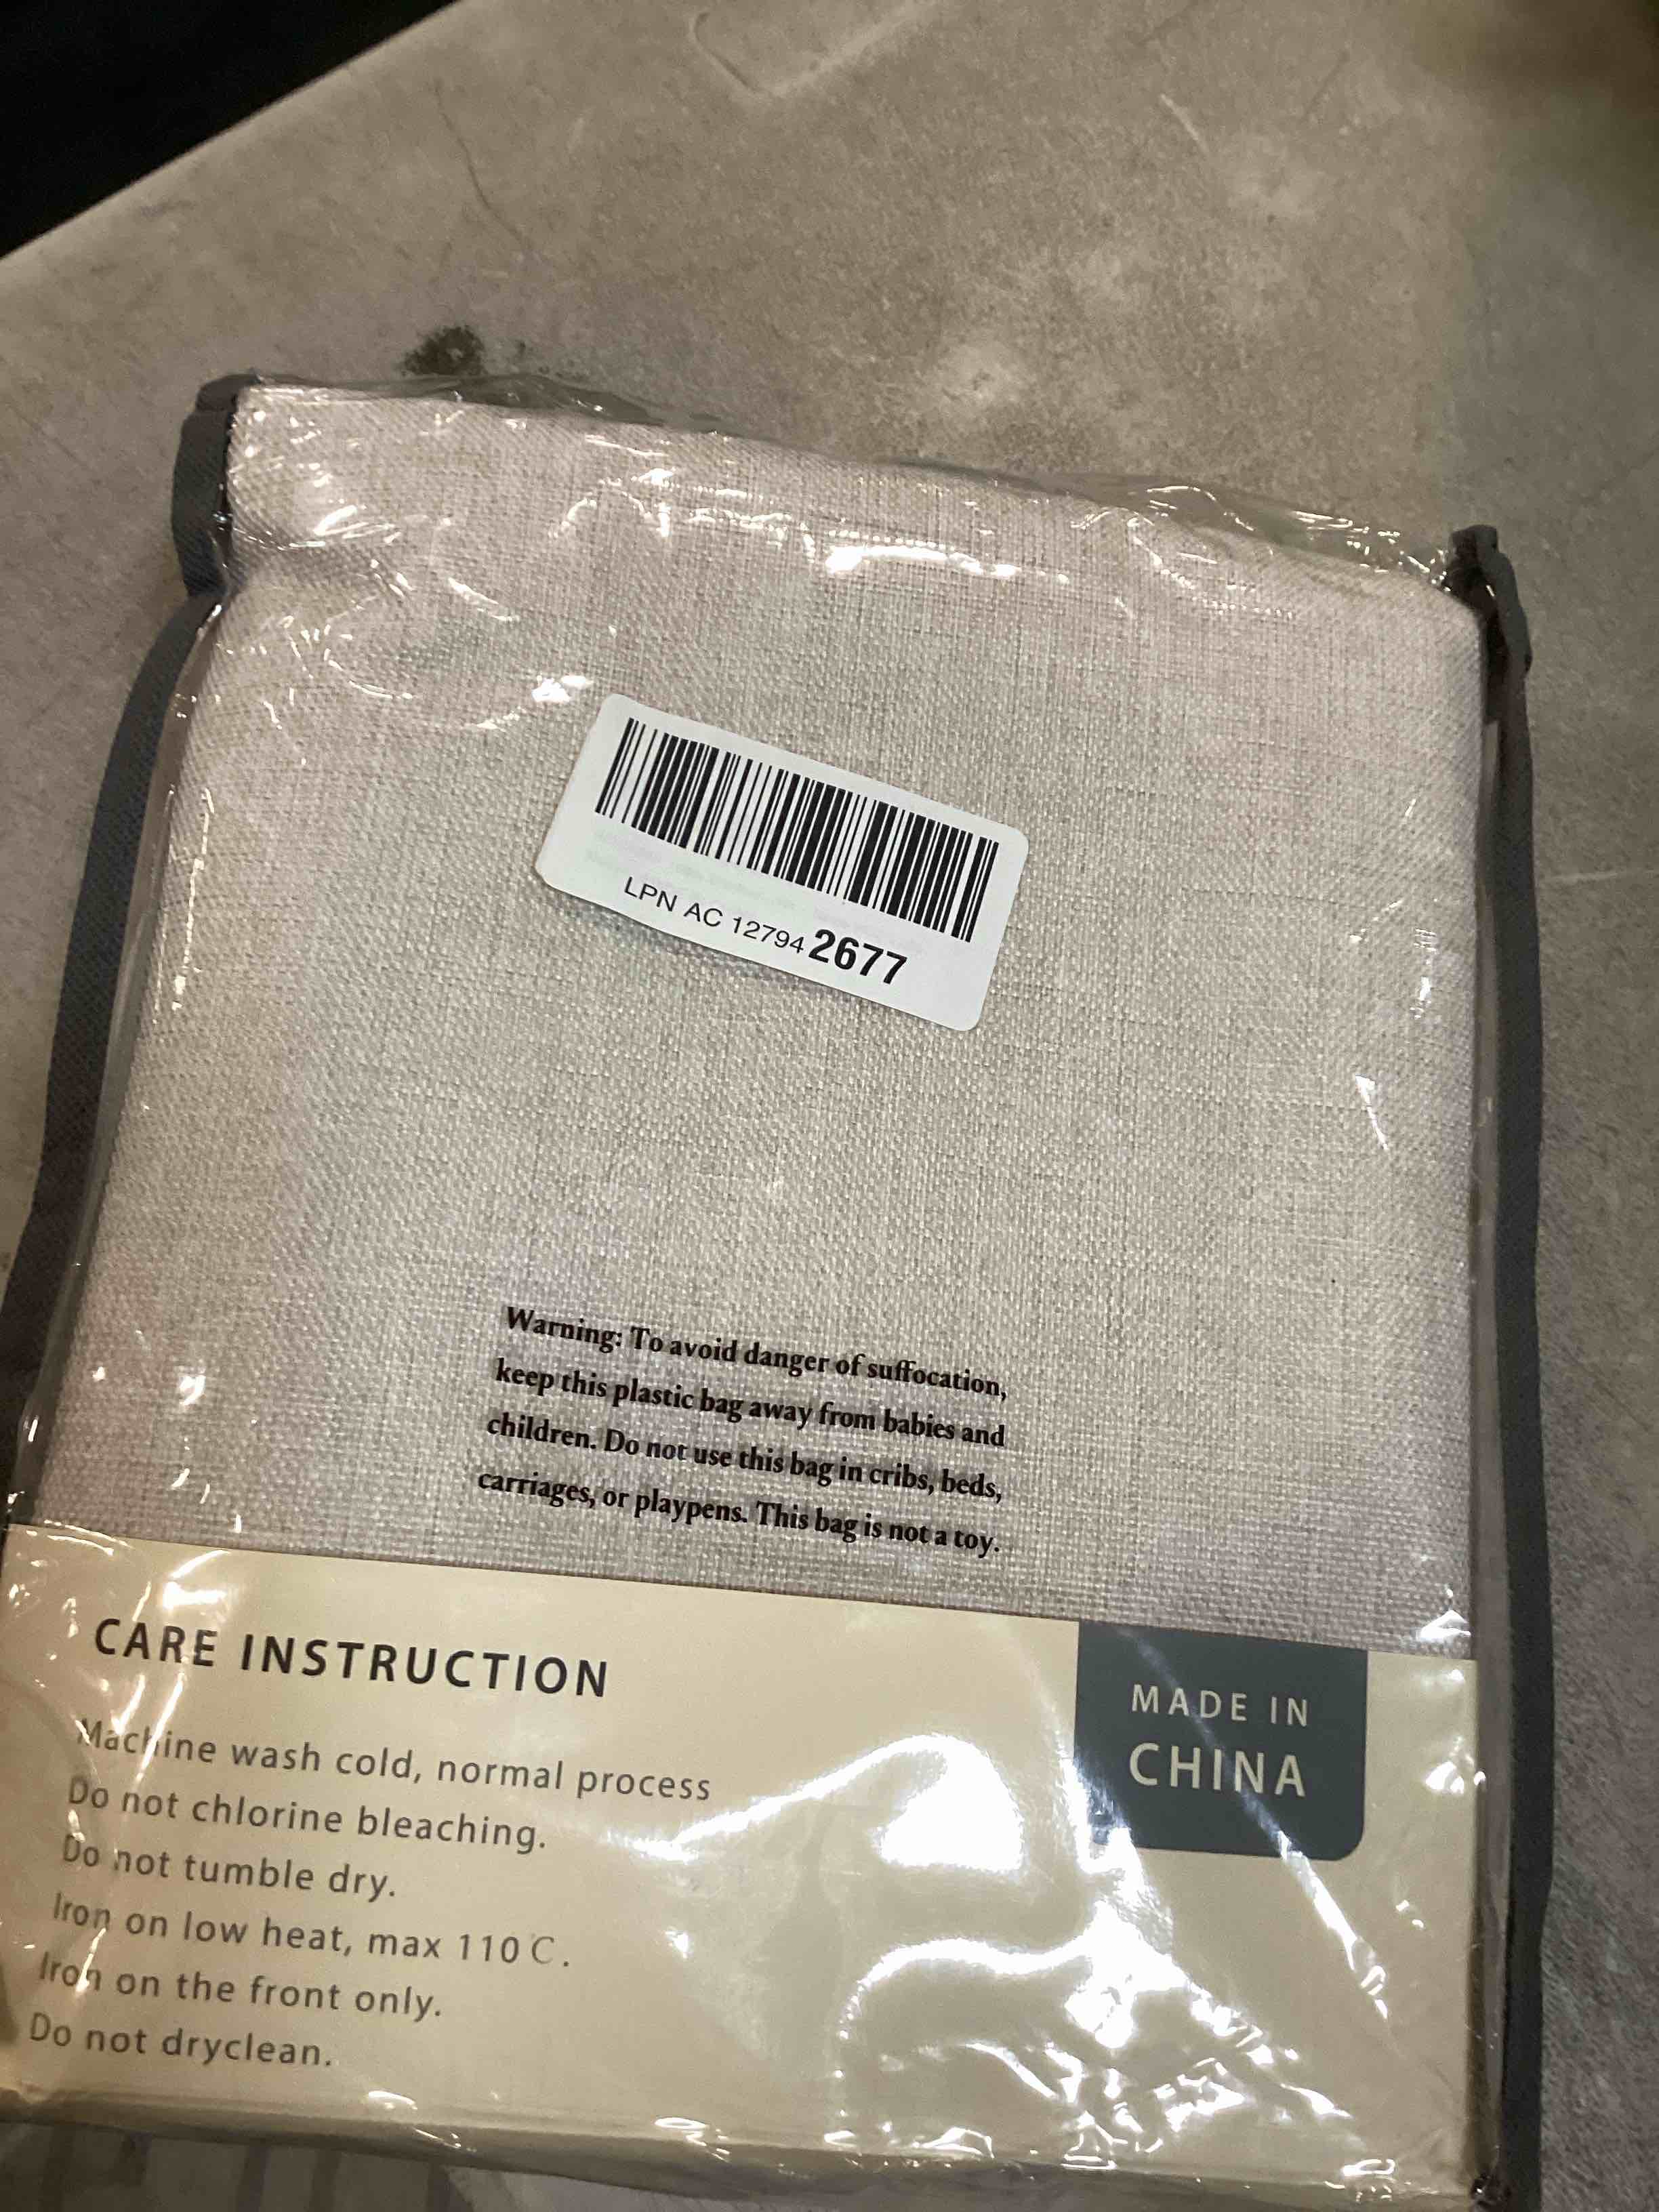 LPN AC 127942677
Warning: To avoid danger of suffocation,
keep this plastic bag away from babies and
children. Do not use this bag in cribs, beds,
carriages, or playpens. This bag is not a toy.
CARE INSTRUCTION
Machine wash cold, normal process
Do not chlorine bleaching.
Do not tumble dry.
Iron on low heat, max 110℃.
Iron on the front only.
Do not dryclean.
MADE IN
CHINA